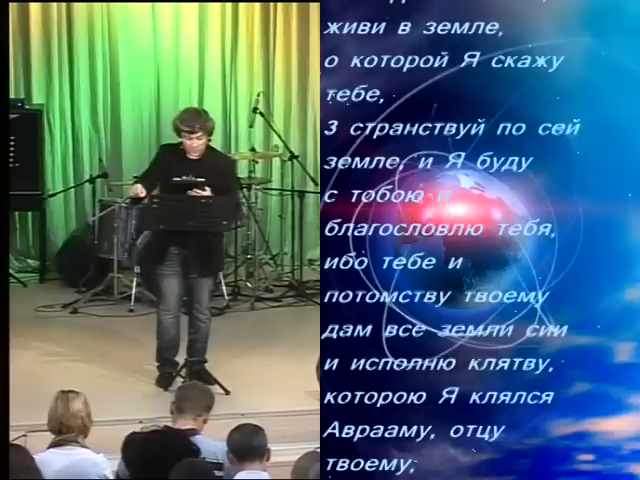 живи в земле,
о которой Я скажу
тебе,
3 странствуй по сей
земле, и Я буду
с тобою и
благословлю тебя,
ибо тебе и
потомству твоему
дам все земли сии
и исполню клятву,
которою Я клялся
Аврааму, отцу
твоему;